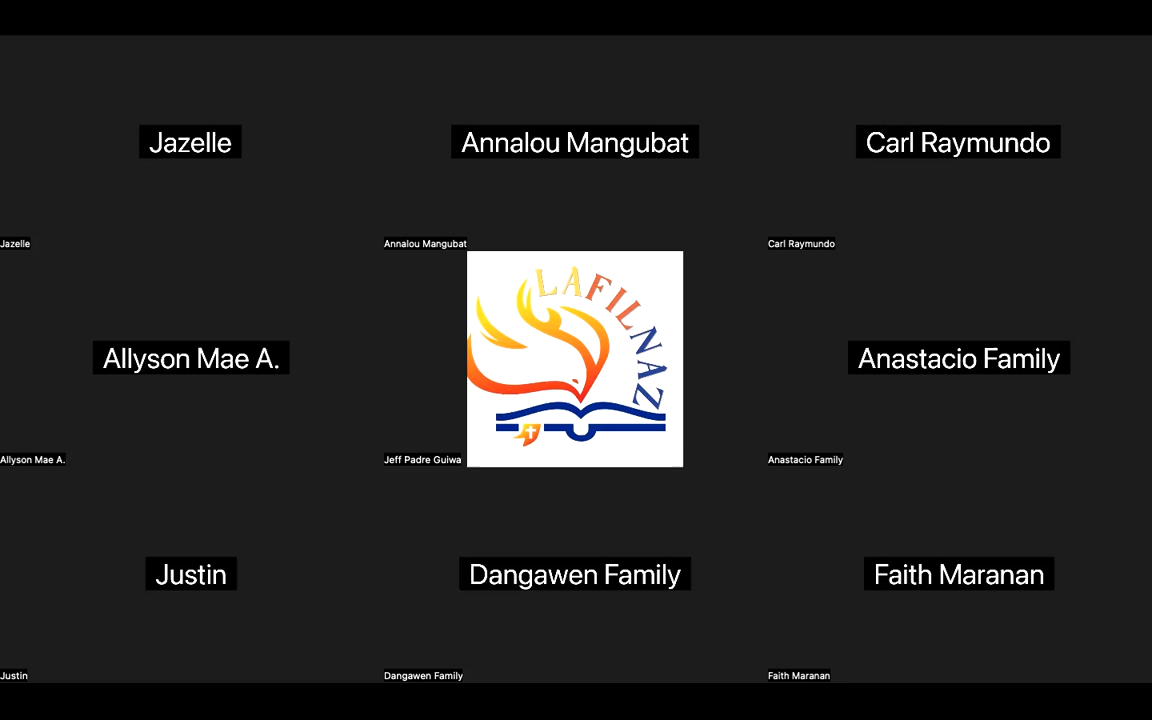 Jazelle
Annalou Mangubat
Carl Raymundo
Jazelle
Annalou Mangubat
Carl Raymundo
LAFILNAZ
Allyson Mae A.
Anastacio Family
Allyson Mae A.
Jeff Padre Guiwa
Anastacio Family
Justin
Dangawen Family
Faith Maranan
Justin
Dangawen Family
Faith Maranan